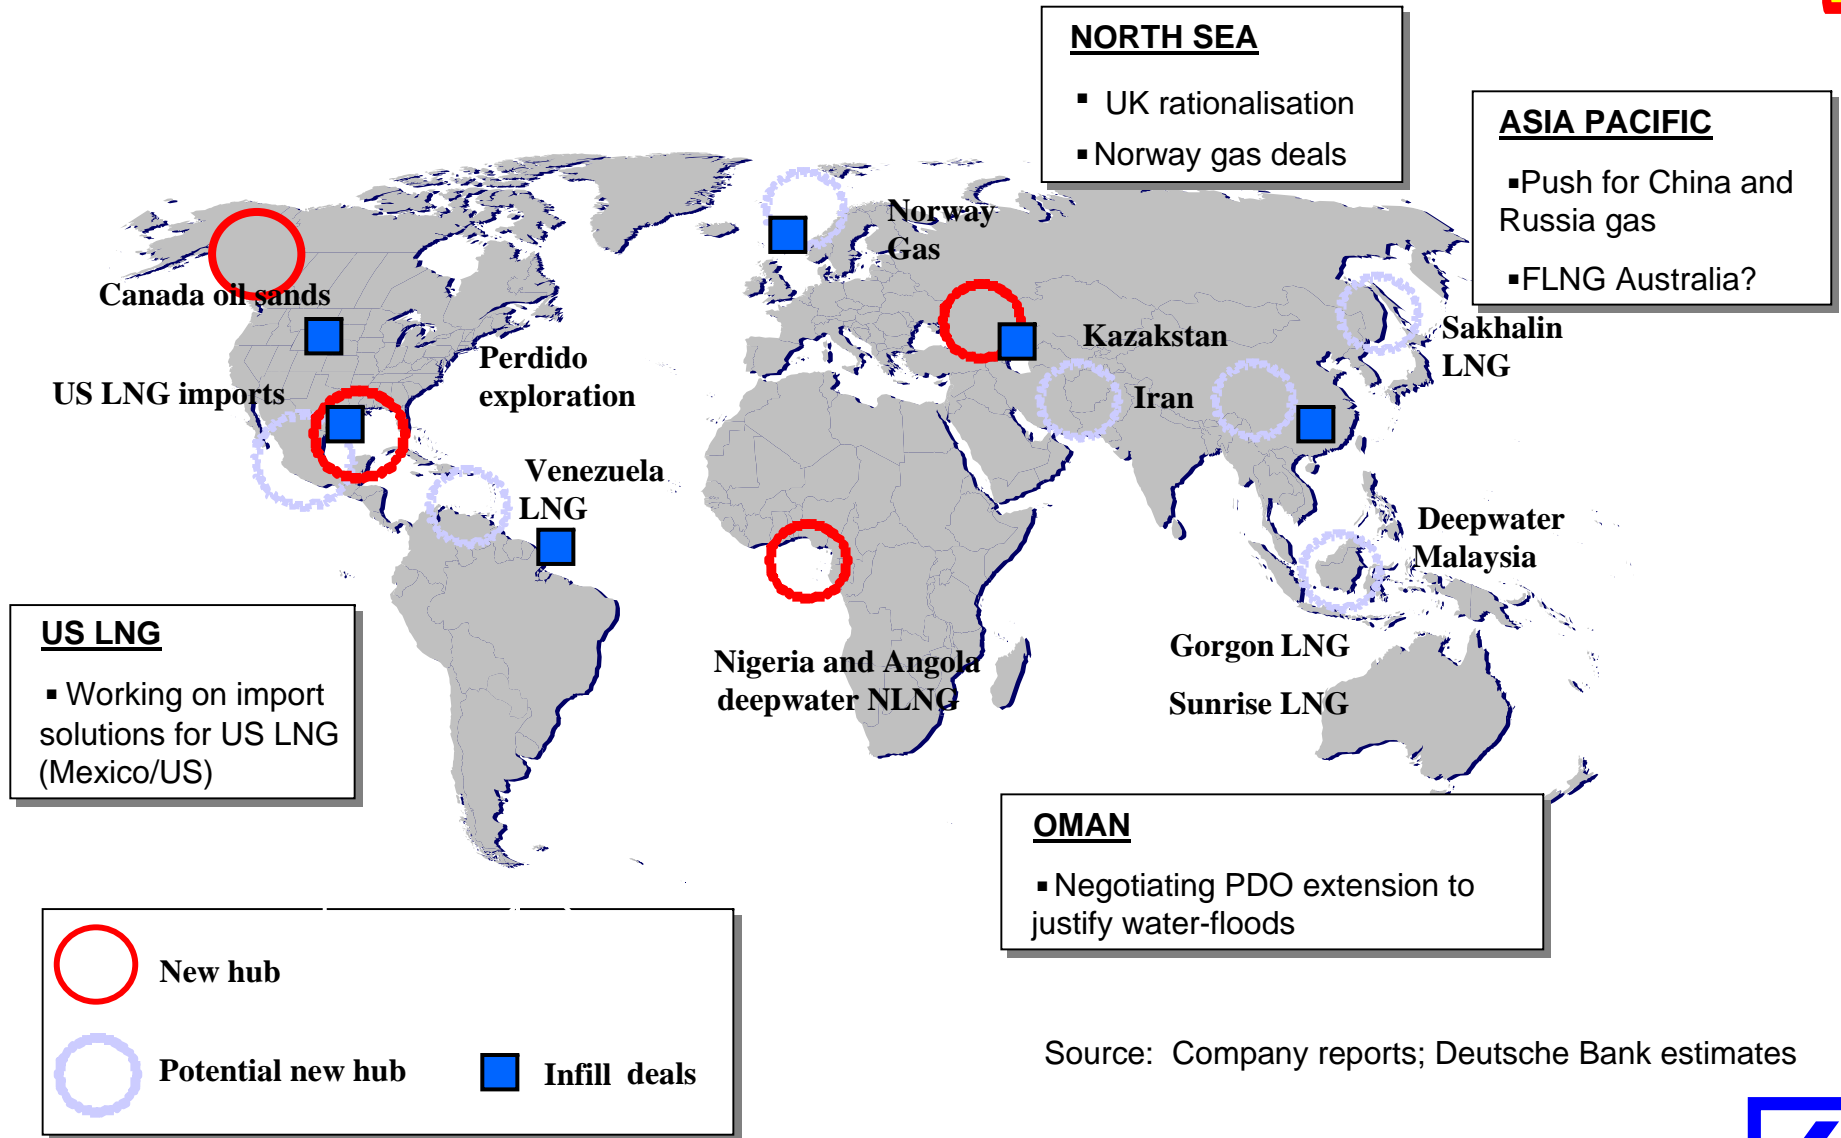 NORTH SEA
▪ UK rationalisation
▪ Norway gas deals
ASIA PACIFIC
▪Push for China and
Russia gas
▪FLNG Australia?
Norway
Gas
Canada oil sands
Perdido
exploration
US LNG imports
Kazakstan
Iran
Sakhalin
LNG
Venezuela
LNG
Deepwater
Malaysia
Nigeria and Angola
deepwater NLNG
Gorgon LNG
Sunrise LNG
US LNG
▪ Working on import
solutions for US LNG
(Mexico/US)
OMAN
▪Negotiating PDO extension to
justify water-floods
New hub
Potential new hub
Infill deals
Source: Company reports; Deutsche Bank estimates